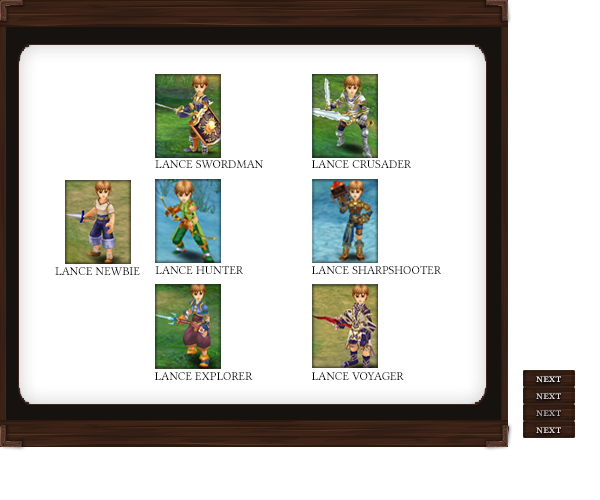 LANCE SWORDMAN
LANCE CRUSADER
LANCE NEWBIE
LANCE HUNTER
LANCE SHARPSHOOTER
LANCE EXPLORER
LANCE VOYAGER
NEXT
NEXT
NEXT
NEXT